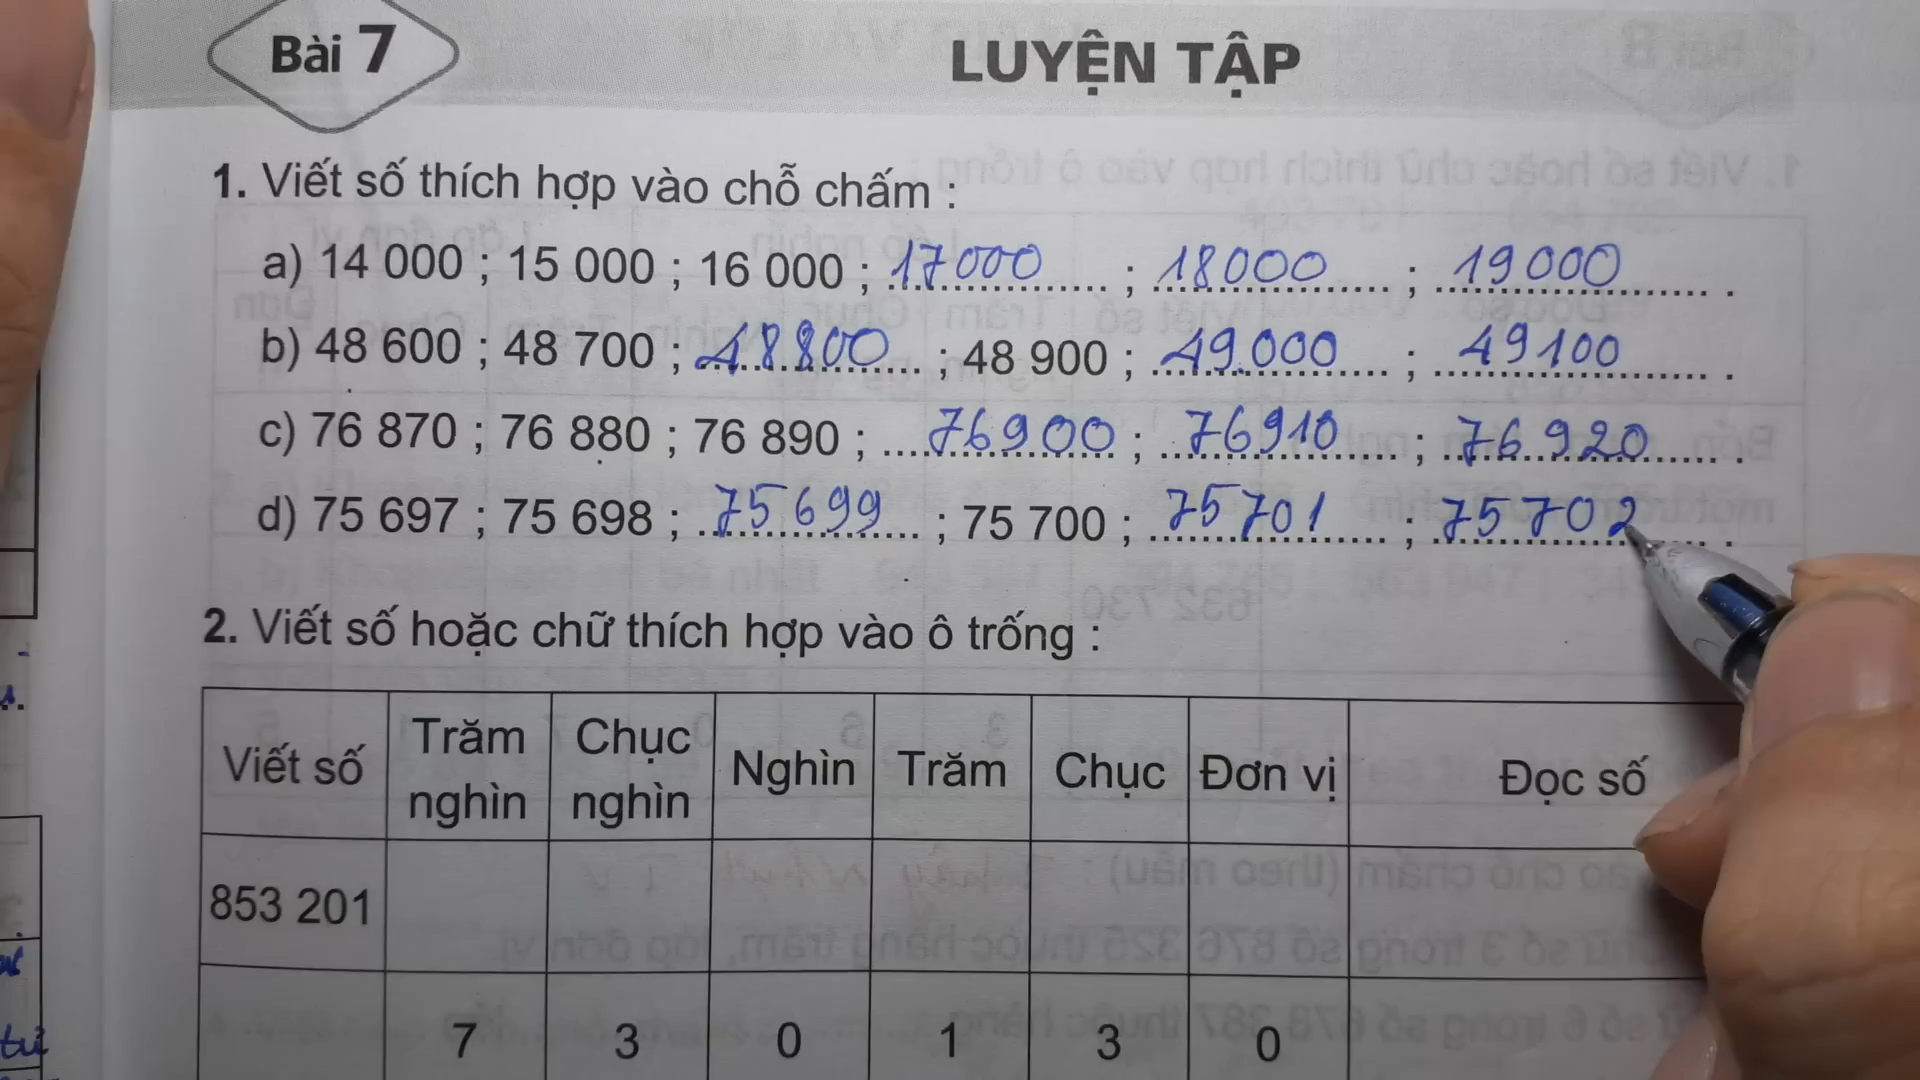 Bài 7
LUYỆN TẬP
1. Viết số thích hợp vào chỗ chấm :
a) 14 000 ; 15 000 ; 16 000 ; 17000 ; 18000 ; 19000 .
b) 48 600 ; 48 700 ; 48800 ; 48 900 ; 49000 ; 49100 .
c) 76 870 ; 76 880 ; 76 890 ; 76900 ; 76910 ; 76920 .
d) 75 697 ; 75 698 ; 75699 ; 75 700 ; 75701 ; 75702 .
2. Viết số hoặc chữ thích hợp vào ô trống :
Viết số Trăm nghìn Chục nghìn Nghìn Trăm Chục Đơn vị Đọc số
853 201
7 3 0 1 3 0